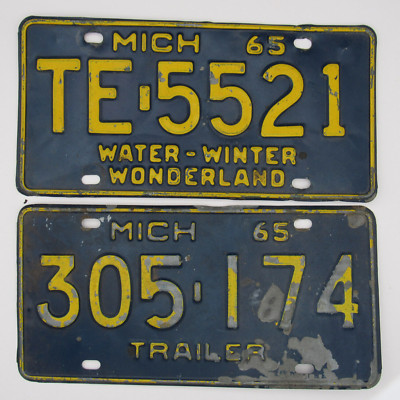 MICH 65
TE-5521
WATER-WINTER
WONDERLAND
MICH 65
305-174
TRAILER